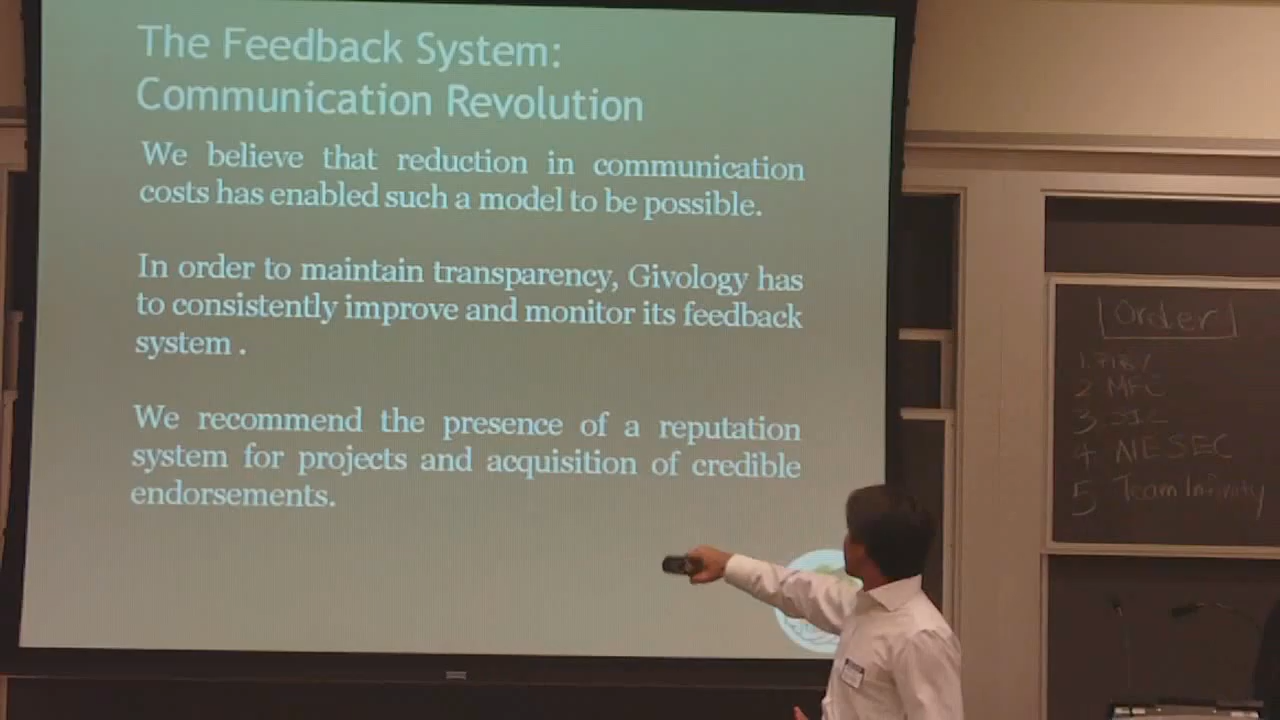 The Feedback System:
Communication Revolution
We believe that reduction in communication
costs has enabled such a model to be possible.
In order to maintain transparency, Givology has
to consistently improve and monitor its feedback
system .
We recommend the presence of a reputation
system for projects and acquisition of credible
endorsements.
Order
1.
2 MFC
3
4 AIESEC
5 Team Infinity